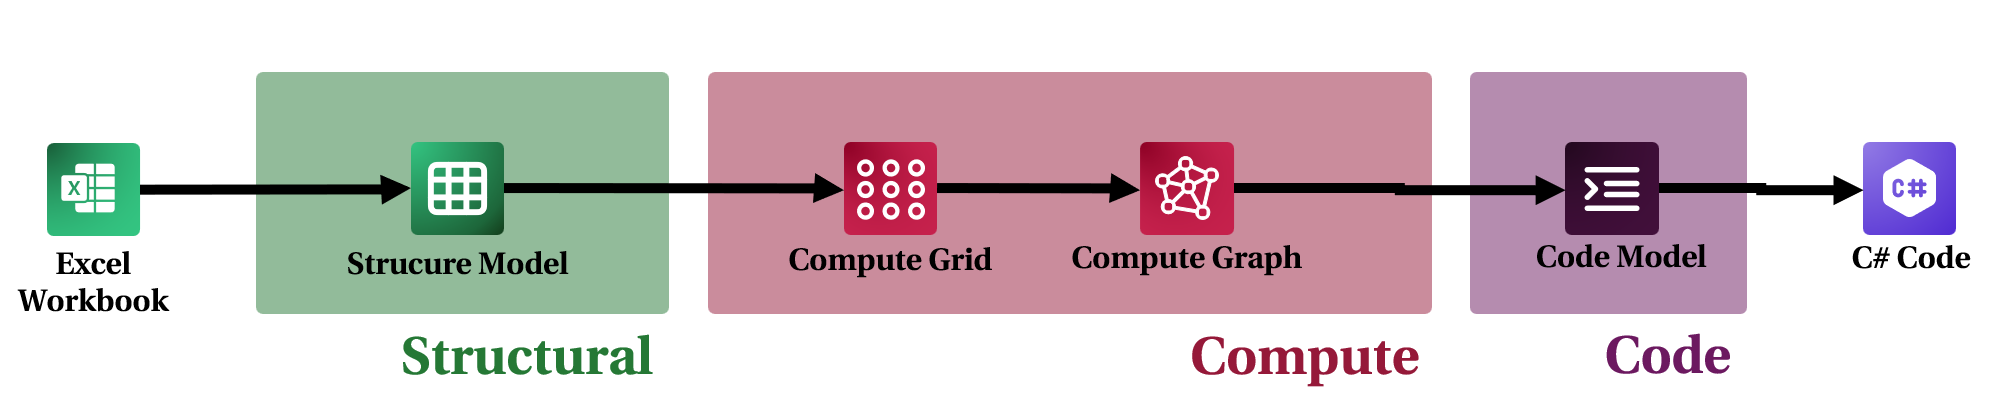 X
C#
Excel
Workbook
Strucure Model
Compute Grid
Compute Graph
Code Model
C# Code
Structural
Compute
Code